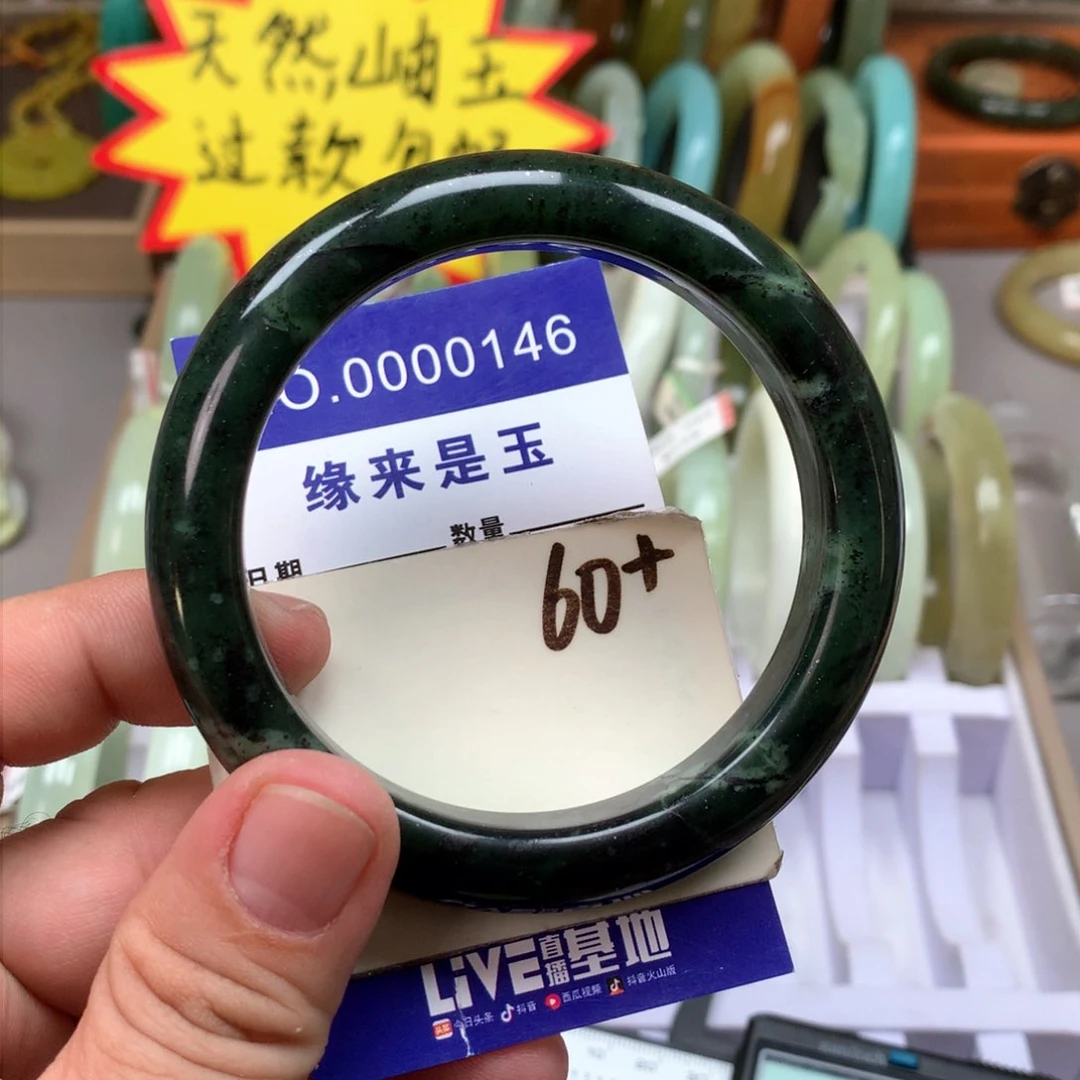 天然岫玉
过款包邮
O.0000146
缘来是玉
数量
日期
60+
LIVE直播基地
头条 今日头条 抖音 西瓜视频 抖音火山版